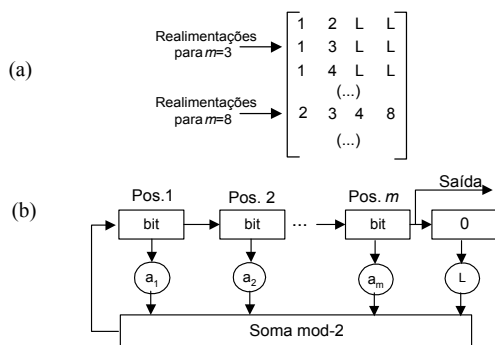 (a)
Realimentações
para m=3
1 2 L L
1 3 L L
1 4 L L
(...)
Realimentações
para m=8
2 3 4 8
(...)
(b)
Saída
Pos.1 Pos. 2 Pos. m
bit bit ... bit 0
a1 a2 am L
Soma mod-2